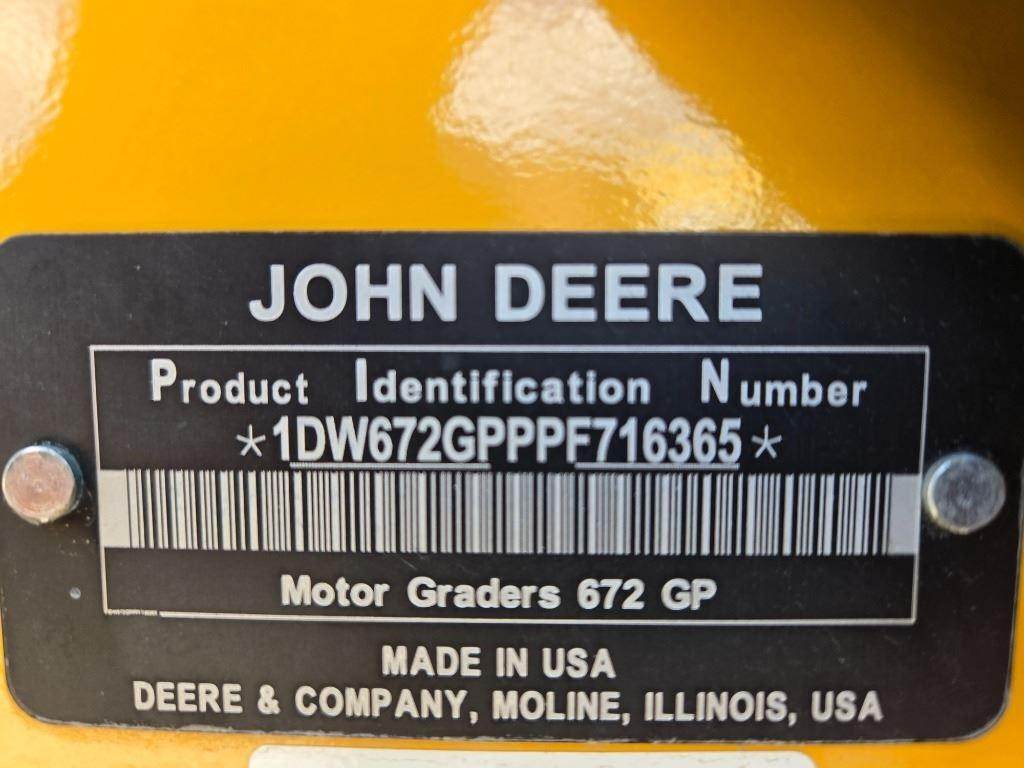 JOHN DEERE
Product Identification Number
*1DW672GPPPF716365*
Motor Graders 672 GP
MADE IN USA
DEERE & COMPANY, MOLINE, ILLINOIS, USA